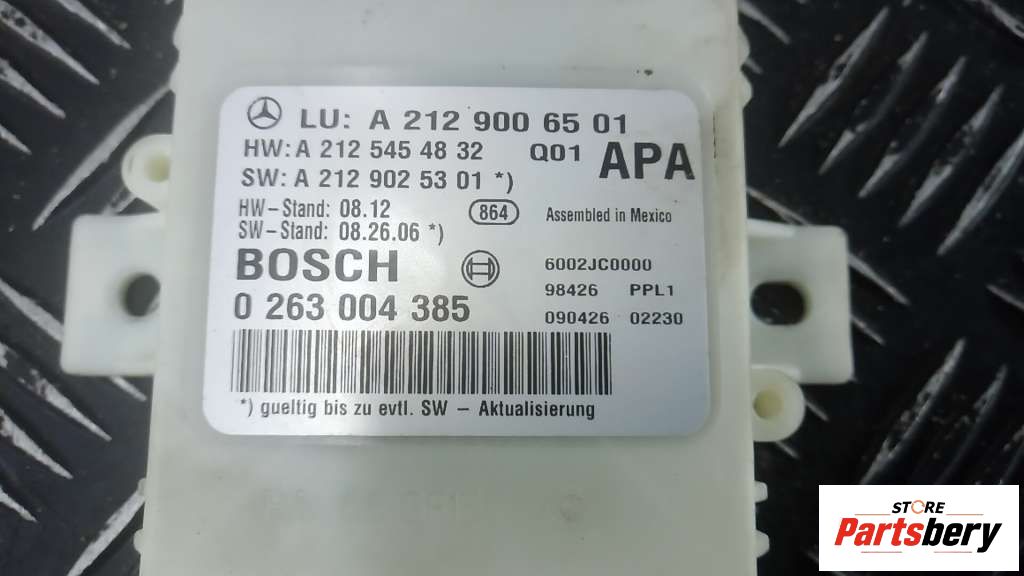 LU: A 212 900 65 01
HW: A 212 545 48 32 Q01 APA
SW: A 212 902 53 01 *)
HW-Stand: 08.12 864 Assembled in Mexico
SW-Stand: 08.26.06 *)
BOSCH 6002JC0000
98426 PPL1
0 263 004 385 090426 02230
*) gueltig bis zu evtl. SW - Aktualisierung
STORE
Partsbery